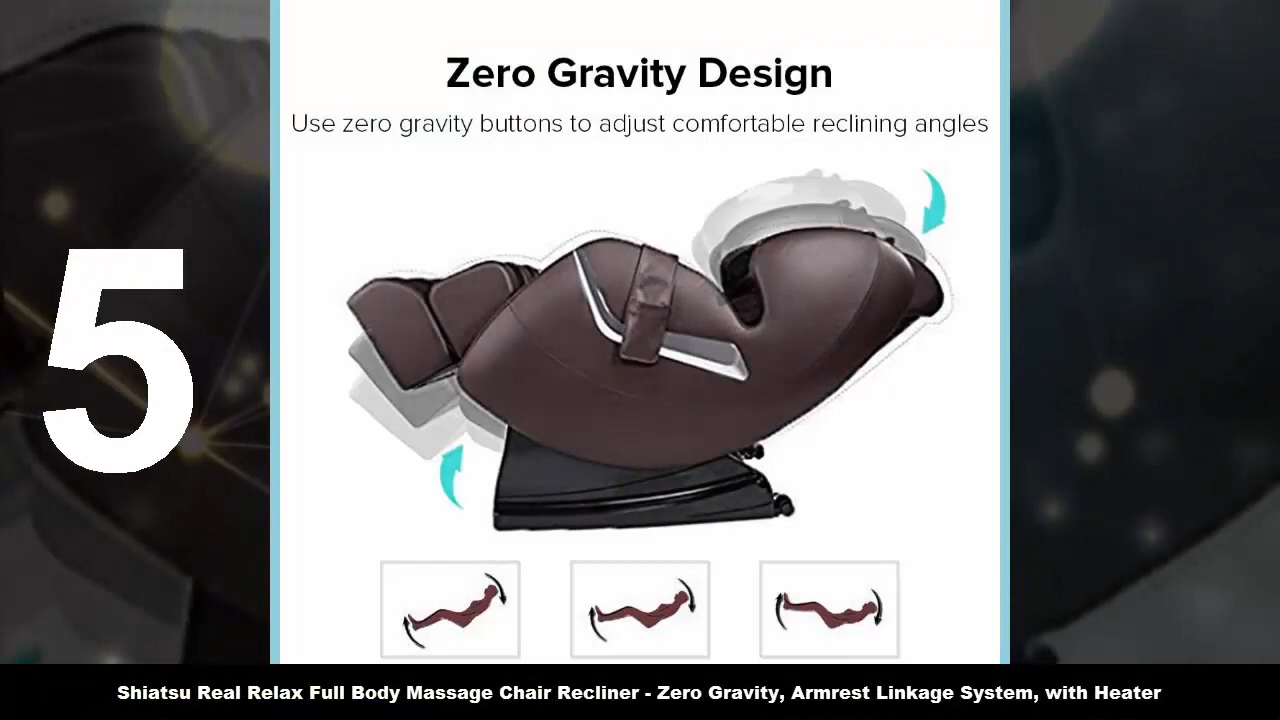 Zero Gravity Design
Use zero gravity buttons to adjust comfortable reclining angles
5
Shiatsu Real Relax Full Body Massage Chair Recliner - Zero Gravity, Armrest Linkage System, with Heater